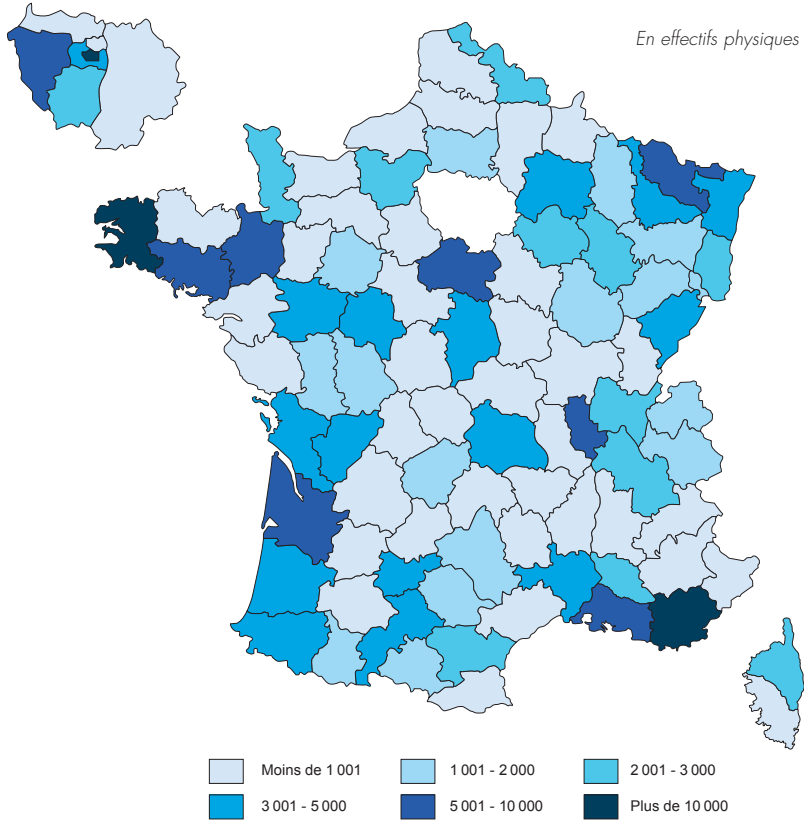 En effectifs physiques
Moins de 1 001
1 001 - 2 000
2 001 - 3 000
3 001 - 5 000
5 001 - 10 000
Plus de 10 000